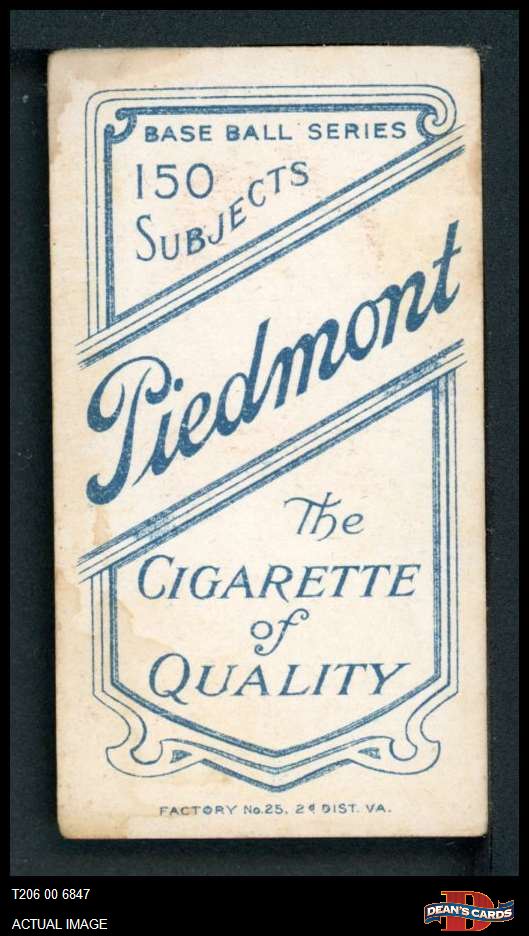 BASE BALL SERIES
150
SUBJECTS
Piedmont
The
CIGARETTE
of
QUALITY
FACTORY No. 25, 2d DIST. VA.
T206 00 6847
ACTUAL IMAGE
D
DEAN'S CARDS